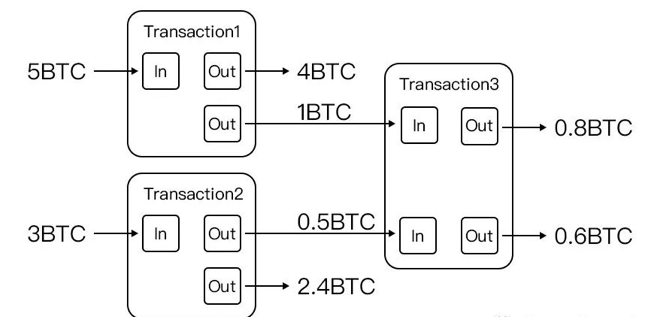 Transaction1
5BTC
In
Out
4BTC
Out
1BTC
Transaction3
In
Out
0.8BTC
Transaction2
3BTC
In
Out
0.5BTC
In
Out
0.6BTC
Out
2.4BTC